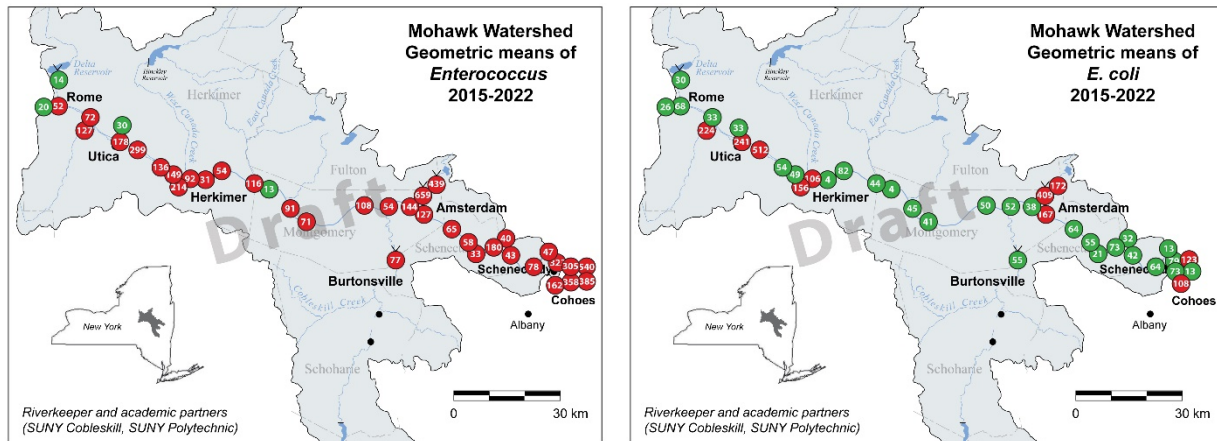 Mohawk Watershed
Geometric means of
Enterococcus
2015-2022
Delta
Reservoir
Hinckley
Reservoir
14
Rome
20
52
72
127
30
178
Utica
299
Herkimer
West Canada Creek
East Canada Creek
136
149
214
92
31
54
Herkimer
116
13
91
71
Fulton
Montgomery
108
54
144
659
439
127
Amsterdam
65
58
33
180
40
43
78
47
32
305
540
162
358
385
Schenectady
Cohoes
77
Burtonsville
Cobleskill Creek
Schoharie
Albany
Draft
New York
0
30 km
Riverkeeper and academic partners
(SUNY Cobleskill, SUNY Polytechnic)
Mohawk Watershed
Geometric means of
E. coli
2015-2022
Delta
Reservoir
Hinckley
Reservoir
30
Rome
26
68
33
224
33
241
Utica
512
Herkimer
West Canada Creek
East Canada Creek
54
49
156
106
4
82
Herkimer
44
4
45
41
Fulton
Montgomery
50
52
38
409
172
167
Amsterdam
64
55
21
73
32
42
64
13
123
73
13
108
Cohoes
55
Burtonsville
Cobleskill Creek
Schoharie
Albany
Draft
New York
0
30 km
Riverkeeper and academic partners
(SUNY Cobleskill, SUNY Polytechnic)